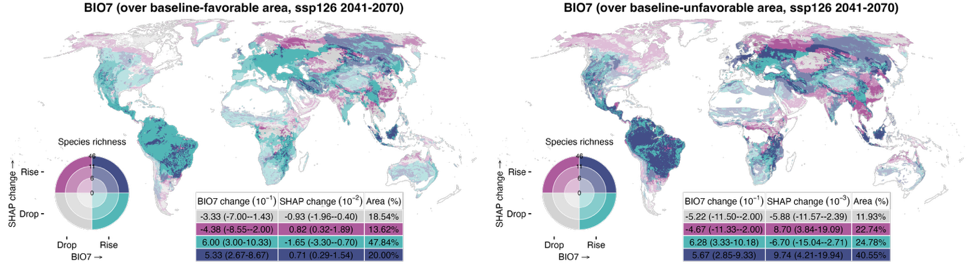 BIO7 (over baseline-favorable area, ssp126 2041-2070)
Species richness
0
SHAP change →
Rise
Drop
Drop Rise
BIO7 →
BIO7 change (10⁻¹) SHAP change (10⁻²) Area (%)
-3.33 (-7.00--1.43) -0.93 (-1.96--0.40) 18.54%
-4.38 (-8.55--2.00) 0.82 (0.32-1.89) 13.62%
6.00 (3.00-10.33) -1.65 (-3.30--0.70) 47.84%
5.33 (2.67-8.67) 0.71 (0.29-1.54) 20.00%
BIO7 (over baseline-unfavorable area, ssp126 2041-2070)
Species richness
0
SHAP change →
Rise
Drop
Drop Rise
BIO7 →
BIO7 change (10⁻¹) SHAP change (10⁻³) Area (%)
-5.22 (-11.50--2.00) -5.88 (-11.57--2.39) 11.93%
-4.67 (-11.33--2.00) 8.70 (3.84-19.09) 22.74%
6.28 (3.33-10.18) -6.70 (-15.04--2.71) 24.78%
5.67 (2.85-9.33) 9.74 (4.21-19.94) 40.55%